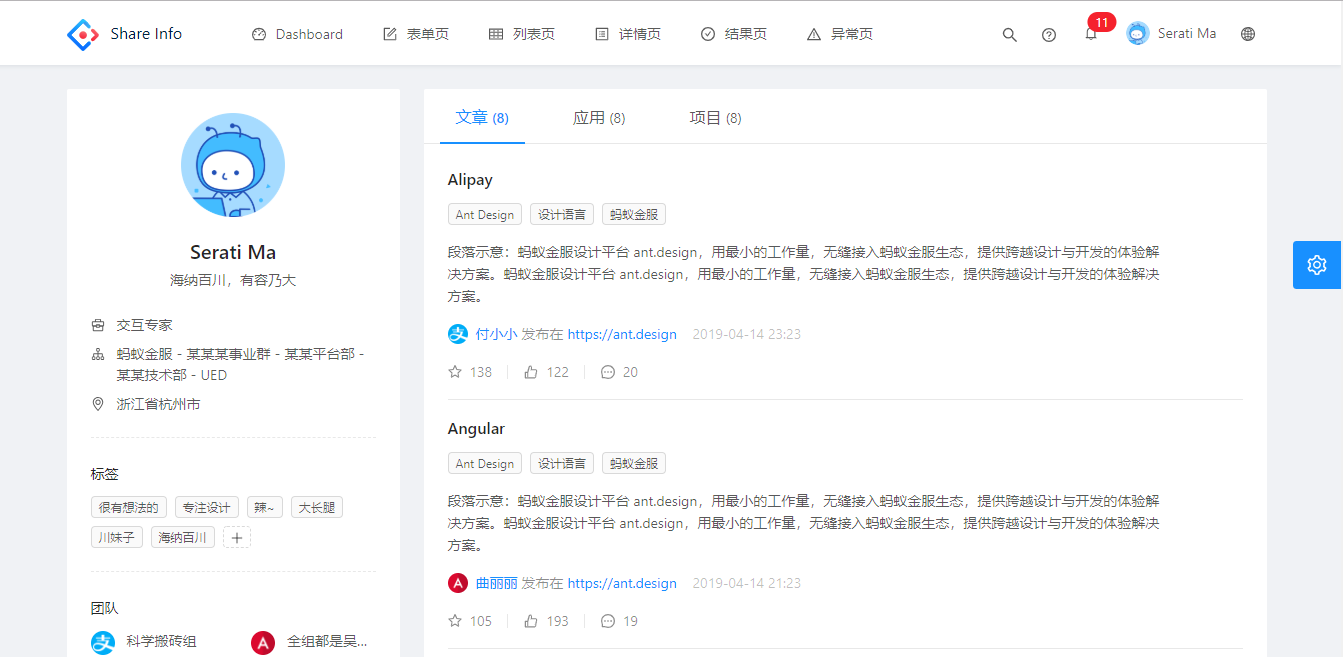 Share Info
Dashboard
表单页
列表页
详情页
结果页
异常页
11
Serati Ma
Serati Ma
海纳百川，有容乃大
交互专家
蚂蚁金服 - 某某某事业群 - 某某平台部 -
某某技术部 - UED
浙江省杭州市
标签
很有想法的 专注设计 辣~ 大长腿
川妹子 海纳百川 +
团队
科学搬砖组 全组都是吴...
文章 (8) 应用 (8) 项目 (8)
Alipay
Ant Design 设计语言 蚂蚁金服
段落示意：蚂蚁金服设计平台 ant.design，用最小的工作量，无缝接入蚂蚁金服生态，提供跨越设计与开发的体验解
决方案。蚂蚁金服设计平台 ant.design，用最小的工作量，无缝接入蚂蚁金服生态，提供跨越设计与开发的体验解决
方案。
付小小 发布在 https://ant.design 2019-04-14 23:23
138 122 20
Angular
Ant Design 设计语言 蚂蚁金服
段落示意：蚂蚁金服设计平台 ant.design，用最小的工作量，无缝接入蚂蚁金服生态，提供跨越设计与开发的体验解
决方案。蚂蚁金服设计平台 ant.design，用最小的工作量，无缝接入蚂蚁金服生态，提供跨越设计与开发的体验解决
方案。
曲丽丽 发布在 https://ant.design 2019-04-14 21:23
105 193 19